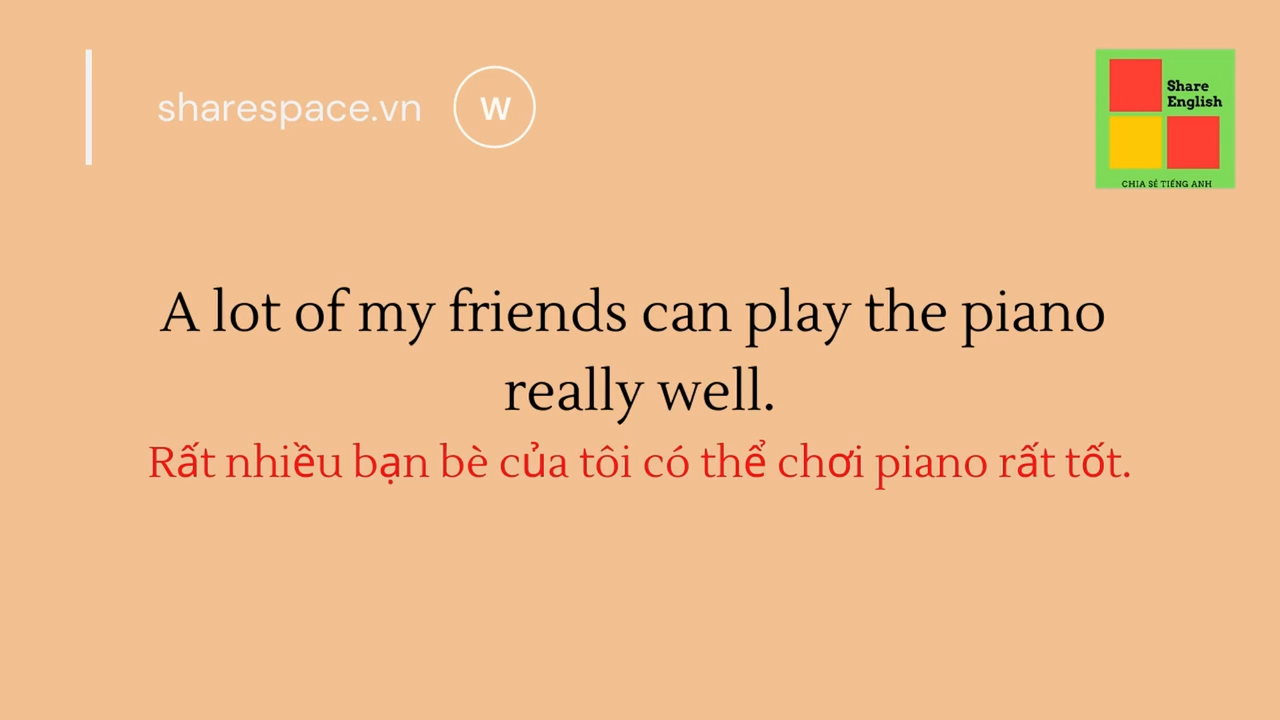 sharespace.vn
W
Share
English
CHIA SẺ TIẾNG ANH
A lot of my friends can play the piano
really well.
Rất nhiều bạn bè của tôi có thể chơi piano rất tốt.